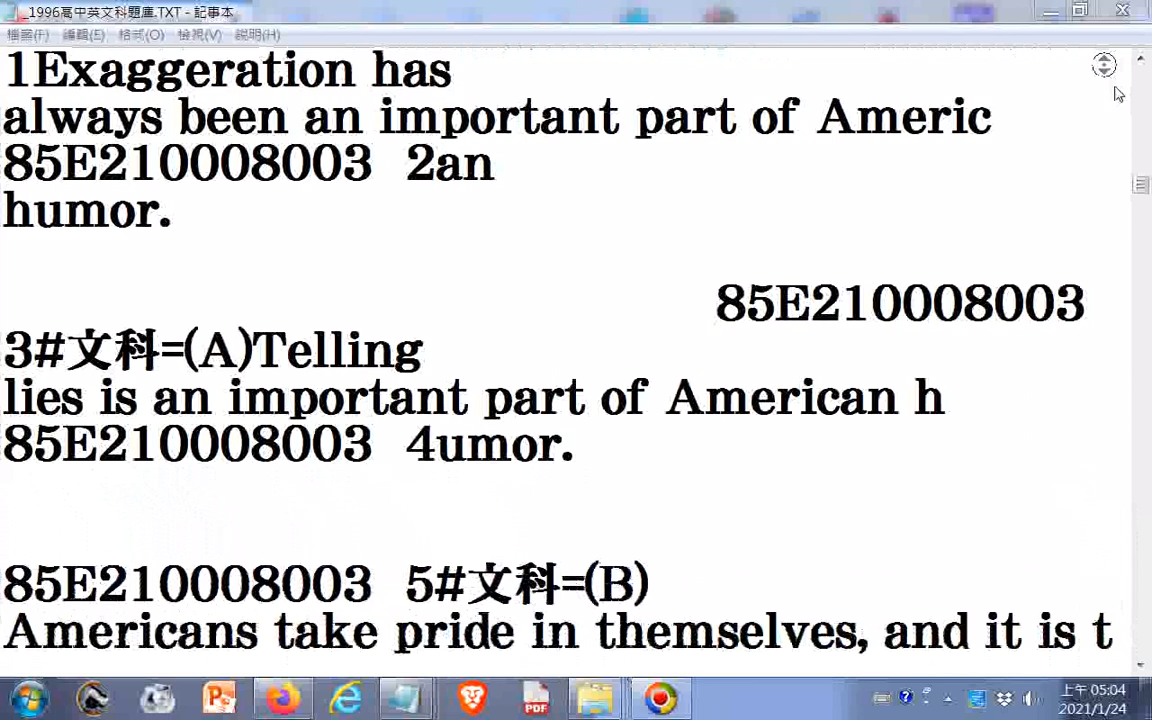 _1996高中英文科題庫.TXT - 記事本
檔案(F) 編輯(E) 格式(O) 檢視(V) 說明(H)
1Exaggeration has
always been an important part of Americ
85E210008003 2an
humor.
85E210008003
3#文科=(A)Telling
lies is an important part of American h
85E210008003 4umor.
85E210008003 5#文科=(B)
Americans take pride in themselves, and it is t
PDF
上午 05:04
2021/1/24